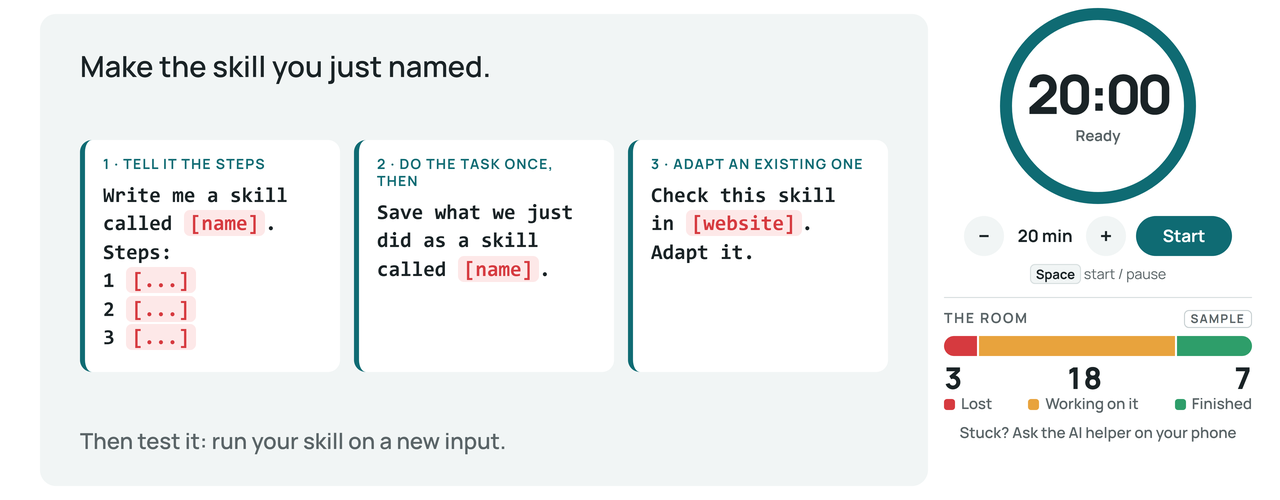 Make the skill you just named.
1 · TELL IT THE STEPS
Write me a skill
called [name].
Steps:
1 [...]
2 [...]
3 [...]
2 · DO THE TASK ONCE,
THEN
Save what we just
did as a skill
called [name].
3 · ADAPT AN EXISTING ONE
Check this skill
in [website].
Adapt it.
Then test it: run your skill on a new input.
20:00
Ready
− 20 min + Start
Space start / pause
THE ROOM SAMPLE
3 18 7
Lost Working on it Finished
Stuck? Ask the AI helper on your phone